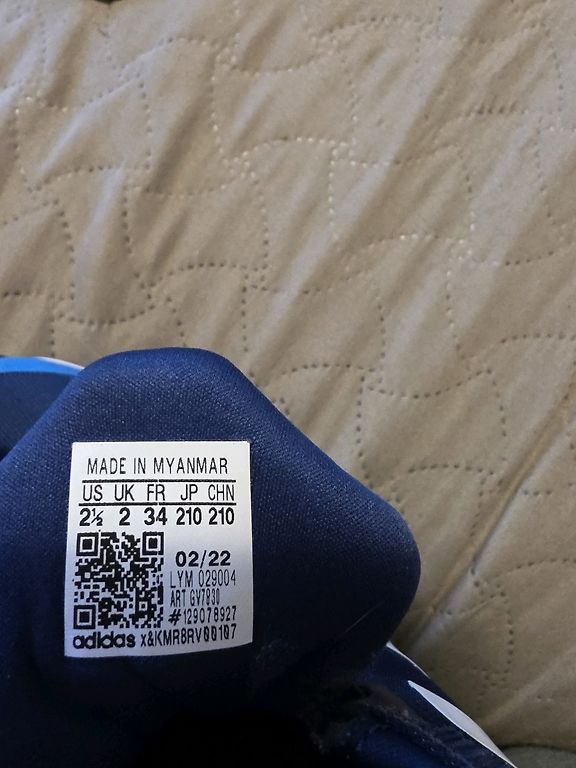 MADE IN MYANMAR
US UK FR JP CHN
2½ 2 34 210 210
02/22
LYM 029004
ART GV7830
#129078927
adidas x&KMR8RV00107